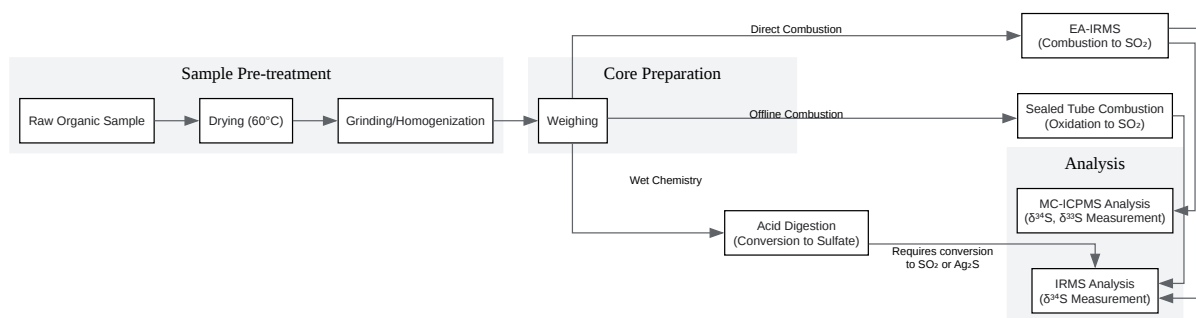 Sample Pre-treatment
Raw Organic Sample
Drying (60°C)
Grinding/Homogenization
Core Preparation
Weighing
Direct Combustion
Offline Combustion
Wet Chemistry
EA-IRMS
(Combustion to SO₂)
Sealed Tube Combustion
(Oxidation to SO₂)
Acid Digestion
(Conversion to Sulfate)
Requires conversion
to SO₂ or Ag₂S
Analysis
MC-ICPMS Analysis
(δ³⁴S, δ³³S Measurement)
IRMS Analysis
(δ³⁴S Measurement)